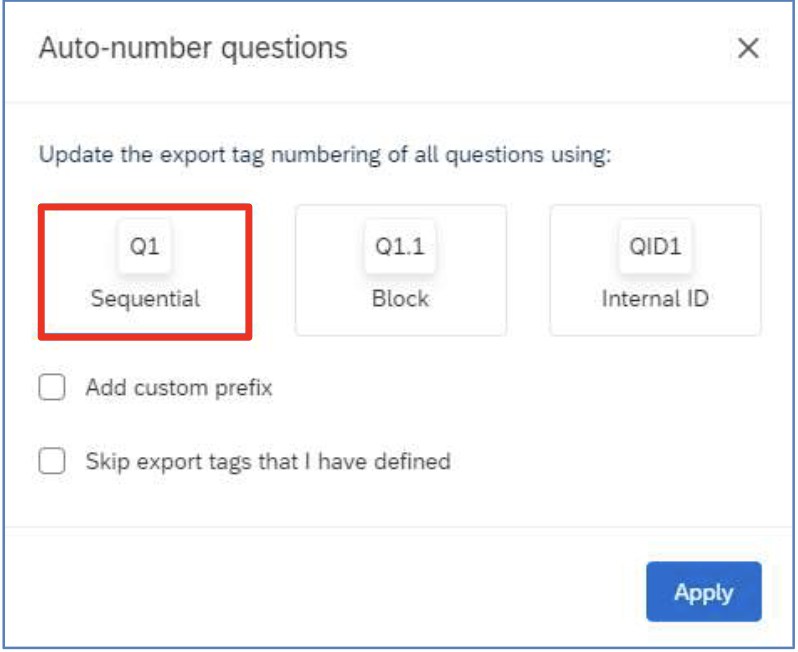 Auto-number questions
Update the export tag numbering of all questions using:
Q1
Sequential
Q1.1
Block
QID1
Internal ID
Add custom prefix
Skip export tags that I have defined
Apply